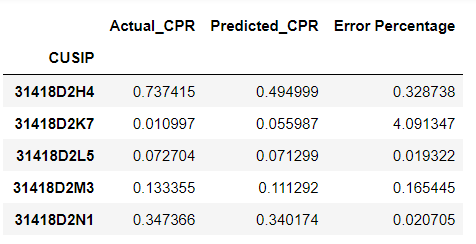 Actual_CPR Predicted_CPR Error Percentage
CUSIP
31418D2H4 0.737415 0.494999 0.328738
31418D2K7 0.010997 0.055987 4.091347
31418D2L5 0.072704 0.071299 0.019322
31418D2M3 0.133355 0.111292 0.165445
31418D2N1 0.347366 0.340174 0.020705